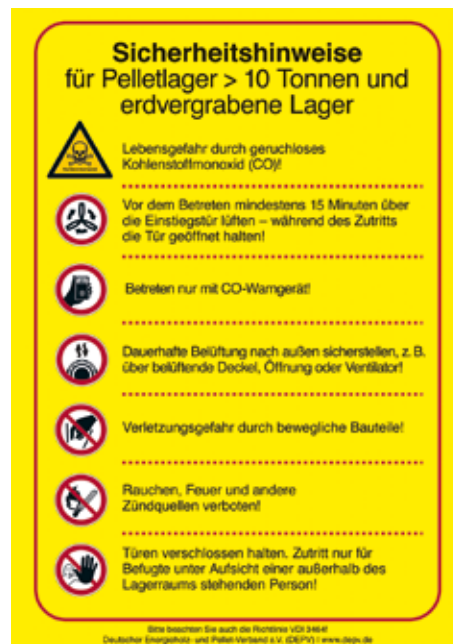 Sicherheitshinweise
für Pelletlager > 10 Tonnen und
erdvergrabene Lager
Lebensgefahr durch geruchloses
Kohlenstoffmonoxid (CO)!
Vor dem Betreten mindestens 15 Minuten über
die Einstiegstür lüften – während des Zutritts
die Tür geöffnet halten!
Betreten nur mit CO-Warngerät!
Dauerhafte Belüftung nach außen sicherstellen, z. B.
über belüftende Deckel, Öffnung oder Ventilator!
Verletzungsgefahr durch bewegliche Bauteile!
Rauchen, Feuer und andere
Zündquellen verboten!
Türen verschlossen halten. Zutritt nur für
Befugte unter Aufsicht einer außerhalb des
Lagerraums stehenden Person!
Bitte beachten Sie auch die Richtlinie VDI 3464!
Deutscher Energieholz- und Pellet-Verband e.V. (DEPV) | www.depv.de